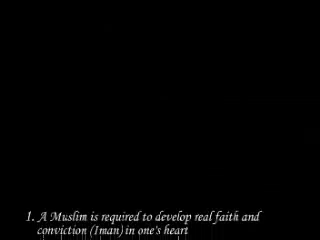 1. A Muslim is required to develop real faith and
conviction (Iman) in one's heart